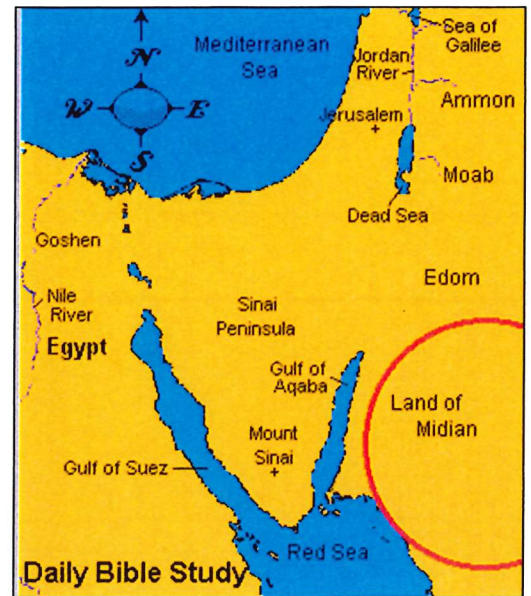 Sea of
Galilee
Mediterranean
Sea
Jordan
River
N
W
E
S
Ammon
Jerusalem
Moab
Dead Sea
Goshen
Edom
Nile
River
Sinai
Peninsula
Egypt
Gulf of
Aqaba
Land of
Midian
Mount
Sinai
Gulf of Suez
Red Sea
Daily Bible Study